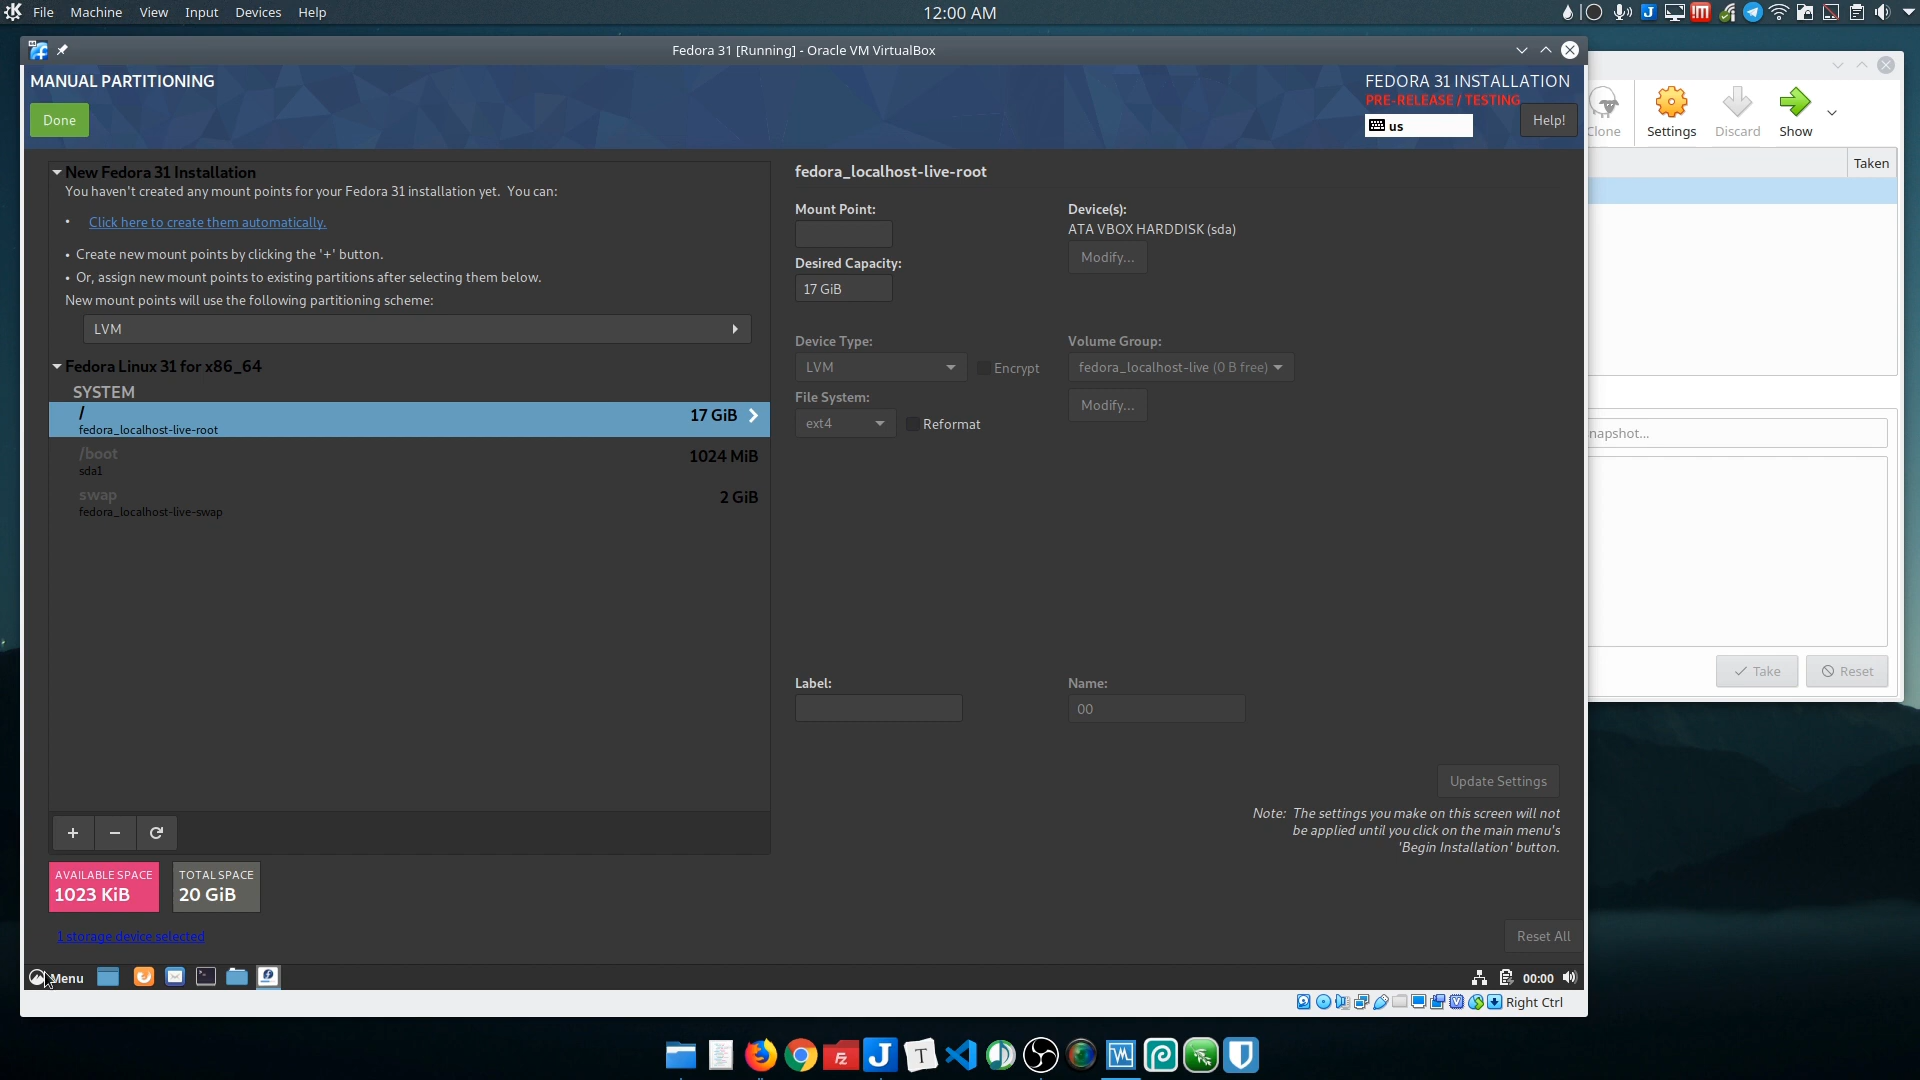 File Machine View Input Devices Help
12:00 AM
Fedora 31 [Running] - Oracle VM VirtualBox
MANUAL PARTITIONING
FEDORA 31 INSTALLATION
PRE-RELEASE / TESTING
Done
us
Help!
Clone
Settings
Discard
Show
Taken
New Fedora 31 Installation
You haven't created any mount points for your Fedora 31 installation yet. You can:
• Click here to create them automatically.
• Create new mount points by clicking the '+' button.
• Or, assign new mount points to existing partitions after selecting them below.
New mount points will use the following partitioning scheme:
LVM
Fedora Linux 31 for x86_64
SYSTEM
/
17 GiB
fedora_localhost-live-root
/boot
1024 MiB
sda1
swap
2 GiB
fedora_localhost-live-swap
fedora_localhost-live-root
Mount Point:
Device(s):
ATA VBOX HARDDISK (sda)
Modify...
Desired Capacity:
17 GiB
Device Type:
Volume Group:
LVM
Encrypt
fedora_localhost-live (0 B free)
File System:
Modify...
ext4
Reformat
Label:
Name:
00
Update Settings
Note: The settings you make on this screen will not
be applied until you click on the main menu's
'Begin Installation' button.
+ −
AVAILABLE SPACE
1023 KiB
TOTAL SPACE
20 GiB
1 storage device selected
Reset All
napshot...
Take
Reset
Menu
00:00
Right Ctrl